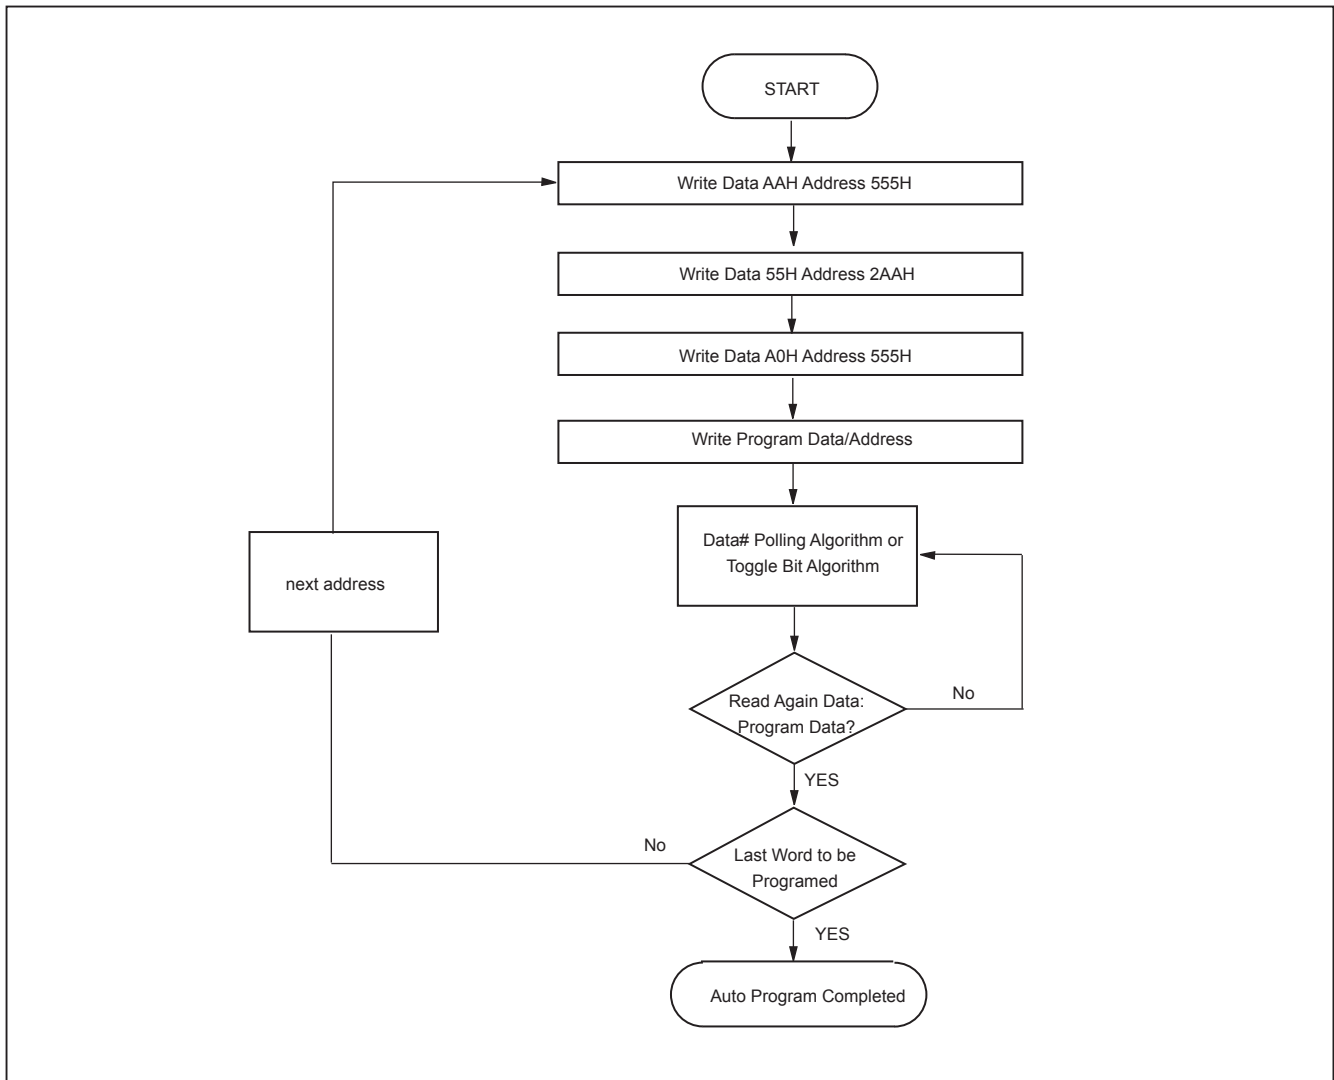 START
Write Data AAH Address 555H
Write Data 55H Address 2AAH
Write Data A0H Address 555H
Write Program Data/Address
Data# Polling Algorithm or
Toggle Bit Algorithm
next address
Read Again Data:
Program Data?
No
YES
No
Last Word to be
Programed
YES
Auto Program Completed